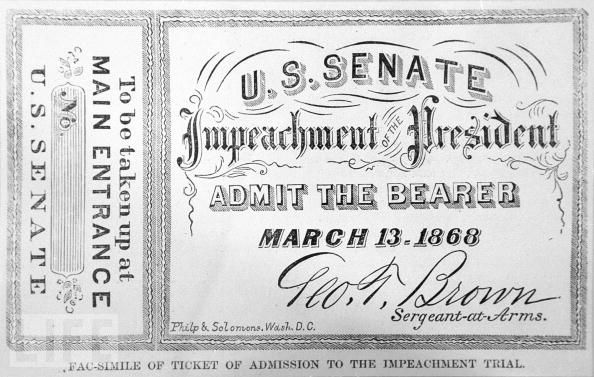 To be taken up at
MAIN ENTRANCE
No.
U.S. SENATE
U.S. SENATE
Impeachment OF THE President
ADMIT THE BEARER
MARCH 13-1868
Geo. T. Brown
Sergeant-at-Arms.
Philp & Solomons. Wash. D.C.
LIFE
FAC-SIMILE OF TICKET OF ADMISSION TO THE IMPEACHMENT TRIAL.